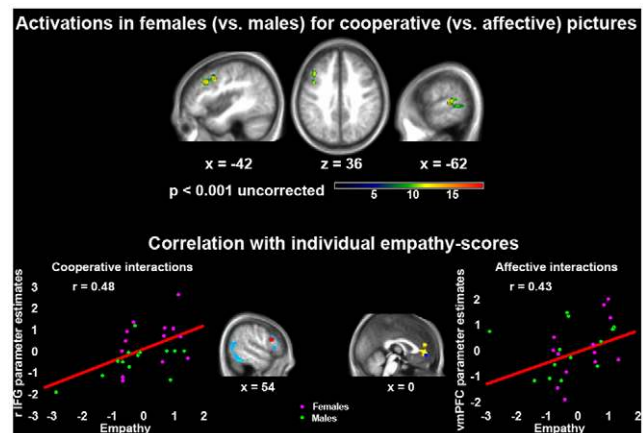 Activations in females (vs. males) for cooperative (vs. affective) pictures
x = -42
z = 36
x = -62
p < 0.001 uncorrected
5
10
15
Correlation with individual empathy-scores
Cooperative interactions
r = 0.48
r IFG parameter estimates
3
2
1
0
-1
-2
-3
-3
-2
-1
0
1
2
Empathy
x = 54
x = 0
Females
Males
Affective interactions
r = 0.43
vmPFC parameter estimates
2
1
0
-1
-2
-3
-2
-1
0
1
2
Empathy